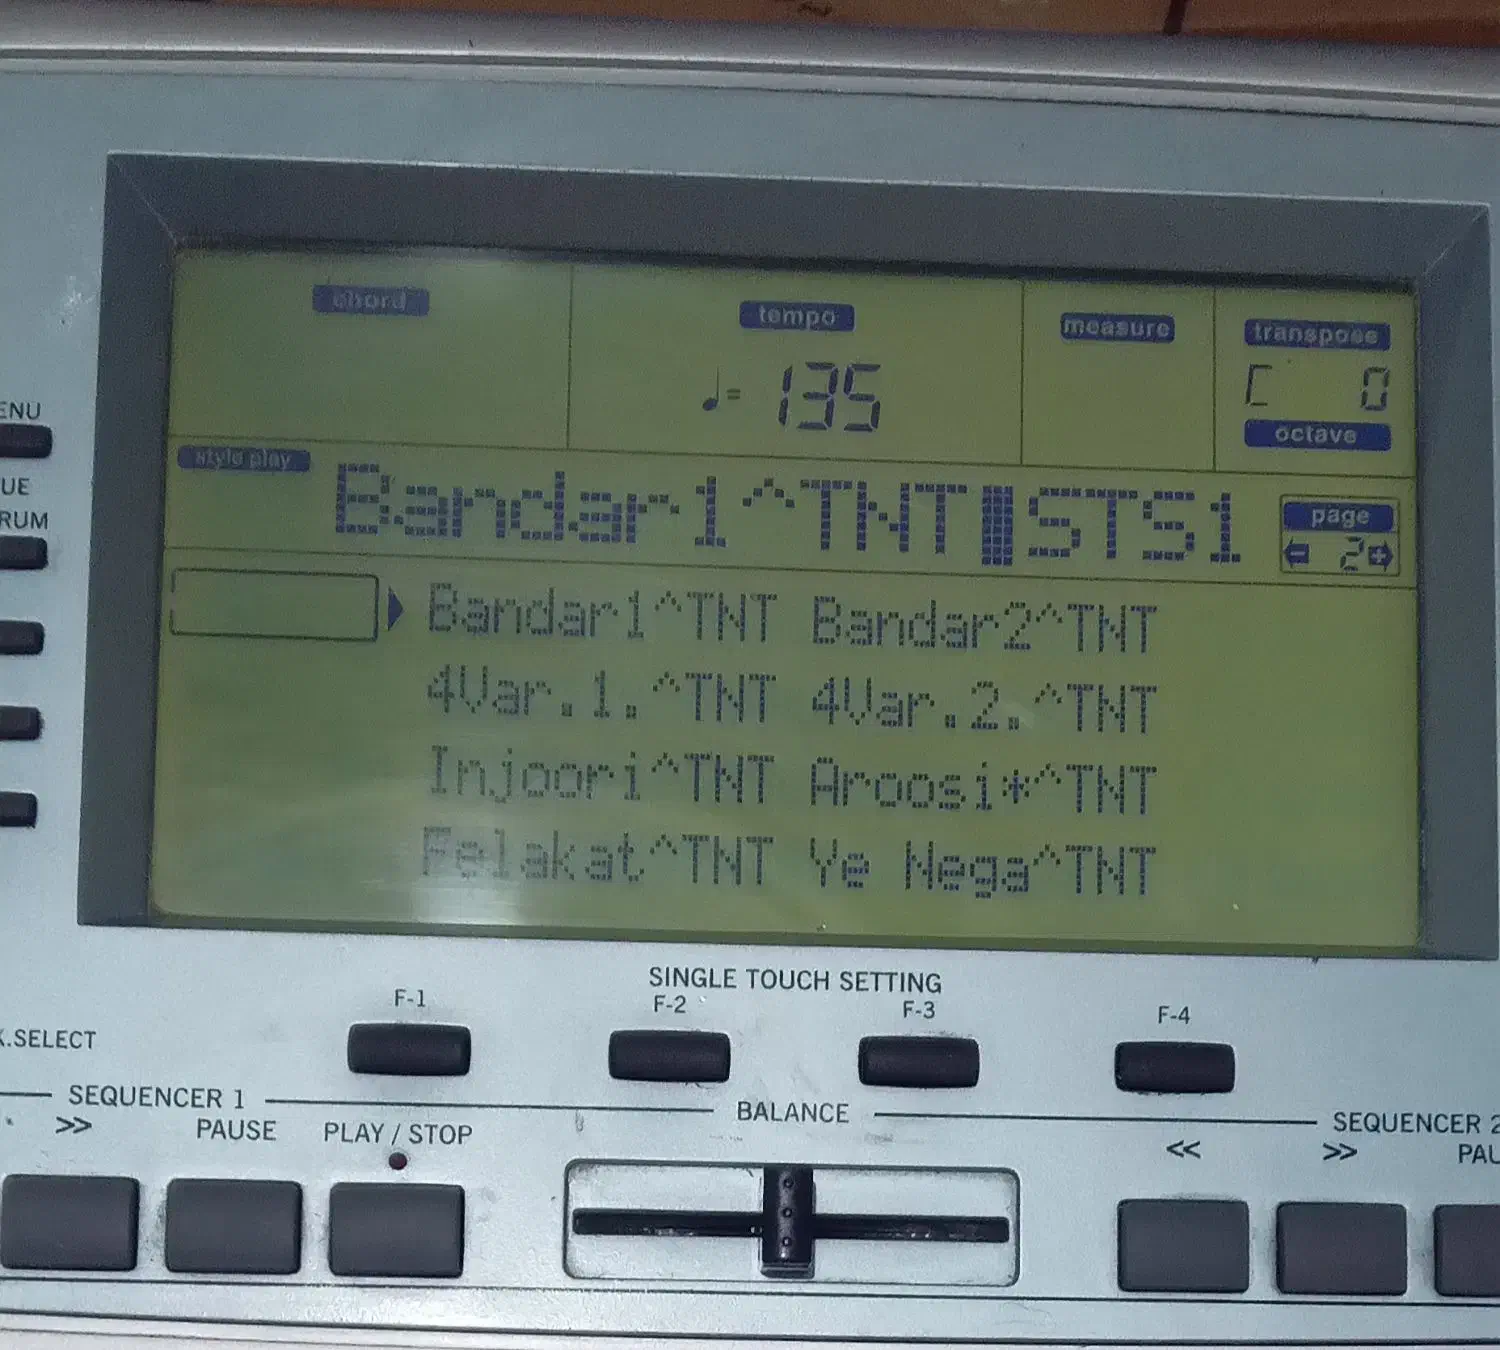 chord
tempo
measure
transpose
♩= 135
C 0
octave
style play
Bandar1^TNT STS1
page
2
Bandar1^TNT Bandar2^TNT
4Var.1.^TNT 4Var.2.^TNT
Injoori^TNT Aroosi*^TNT
Felakat^TNT Ye Nega^TNT
ENU
UE
RUM
SINGLE TOUCH SETTING
F-1 F-2 F-3 F-4
.SELECT
SEQUENCER 1
BALANCE
SEQUENCER 2
>> PAUSE PLAY / STOP
<< >> PAU